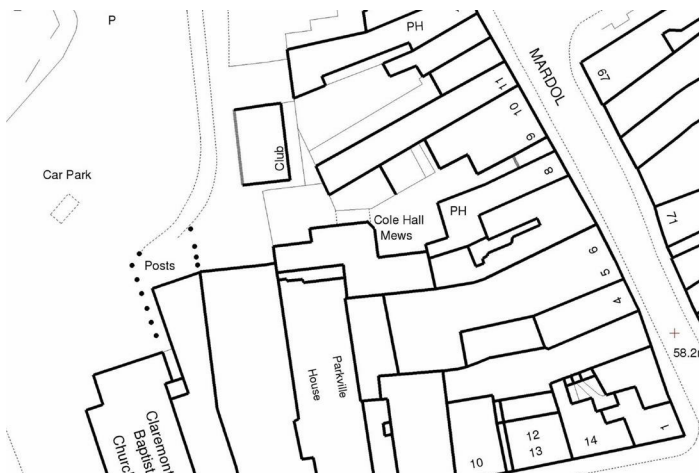 P
PH
MARDOL
67
11
10
9
8
Club
Car Park
Cole Hall
Mews
PH
71
Posts
6
5
4
58.2
Parkville
House
Claremont
Baptist
Church
10
12
13
14
1